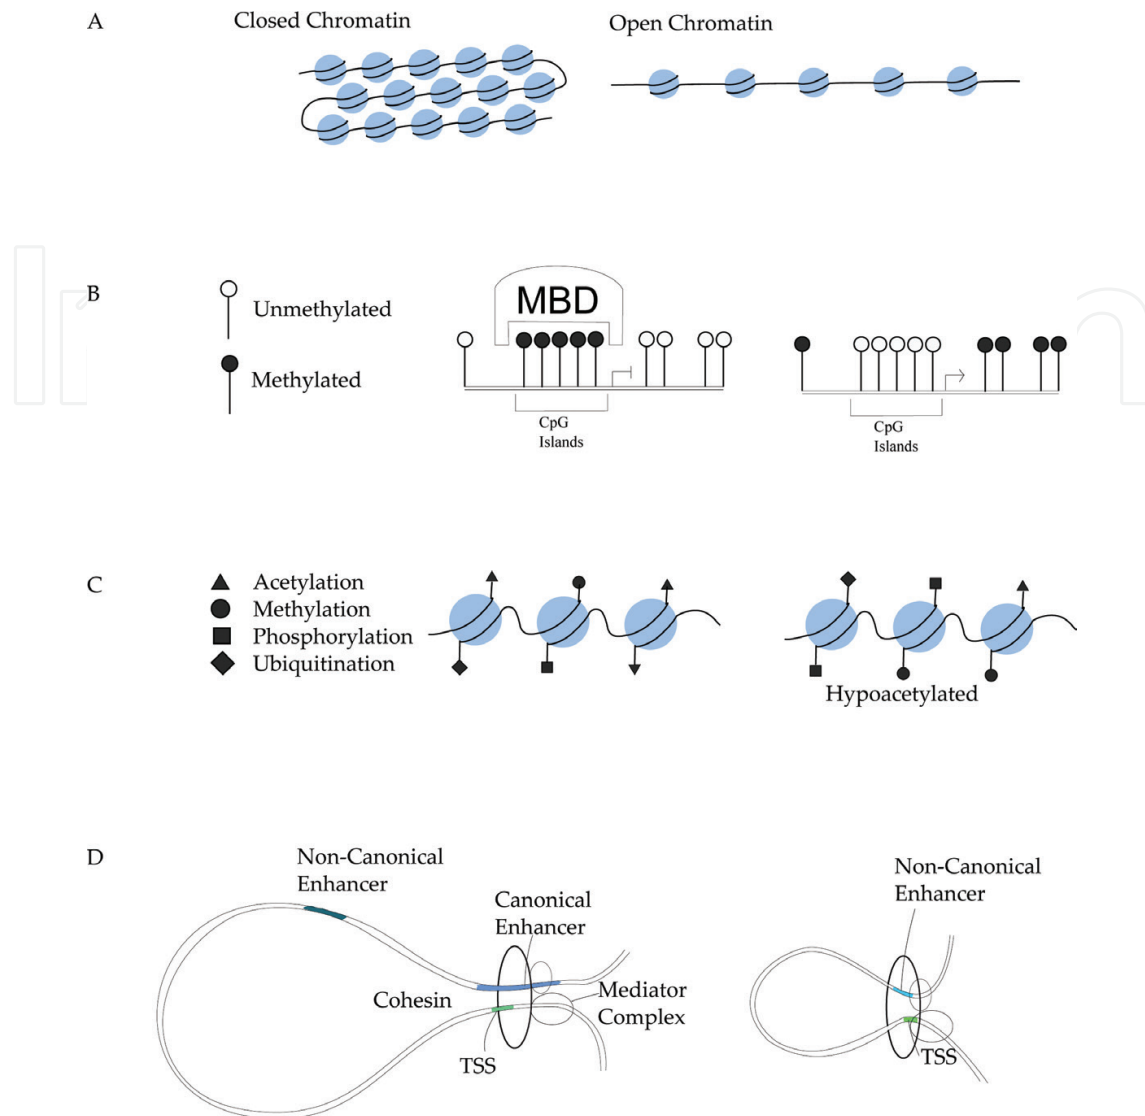 A
Closed Chromatin
Open Chromatin
B
Unmethylated
Methylated
MBD
CpG
Islands
CpG
Islands
C
Acetylation
Methylation
Phosphorylation
Ubiquitination
Hypoacetylated
D
Non-Canonical
Enhancer
Canonical
Enhancer
Cohesin
Mediator
Complex
TSS
Non-Canonical
Enhancer
TSS